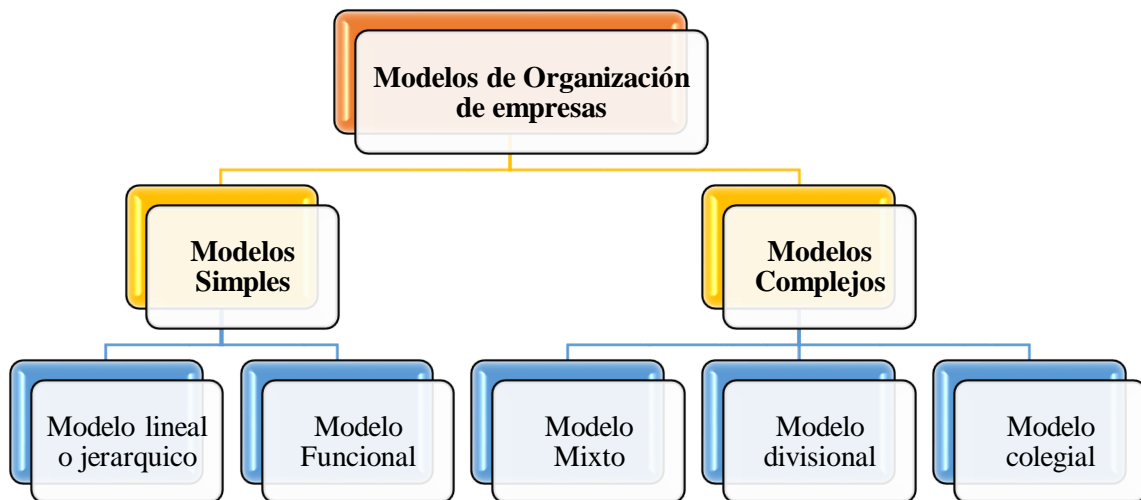 Modelos de Organización
de empresas
Modelos
Simples
Modelos
Complejos
Modelo lineal
o jerarquico
Modelo
Funcional
Modelo
Mixto
Modelo
divisional
Modelo
colegial